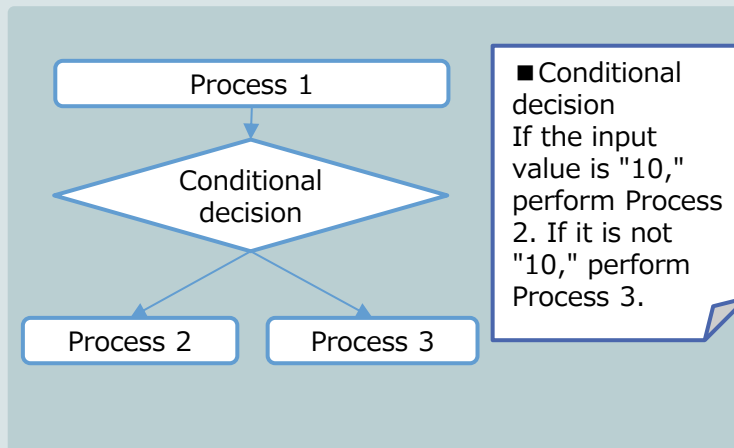 Process 1
Conditional
decision
Process 2
Process 3
■Conditional
decision
If the input
value is "10,"
perform Process
2. If it is not
"10," perform
Process 3.